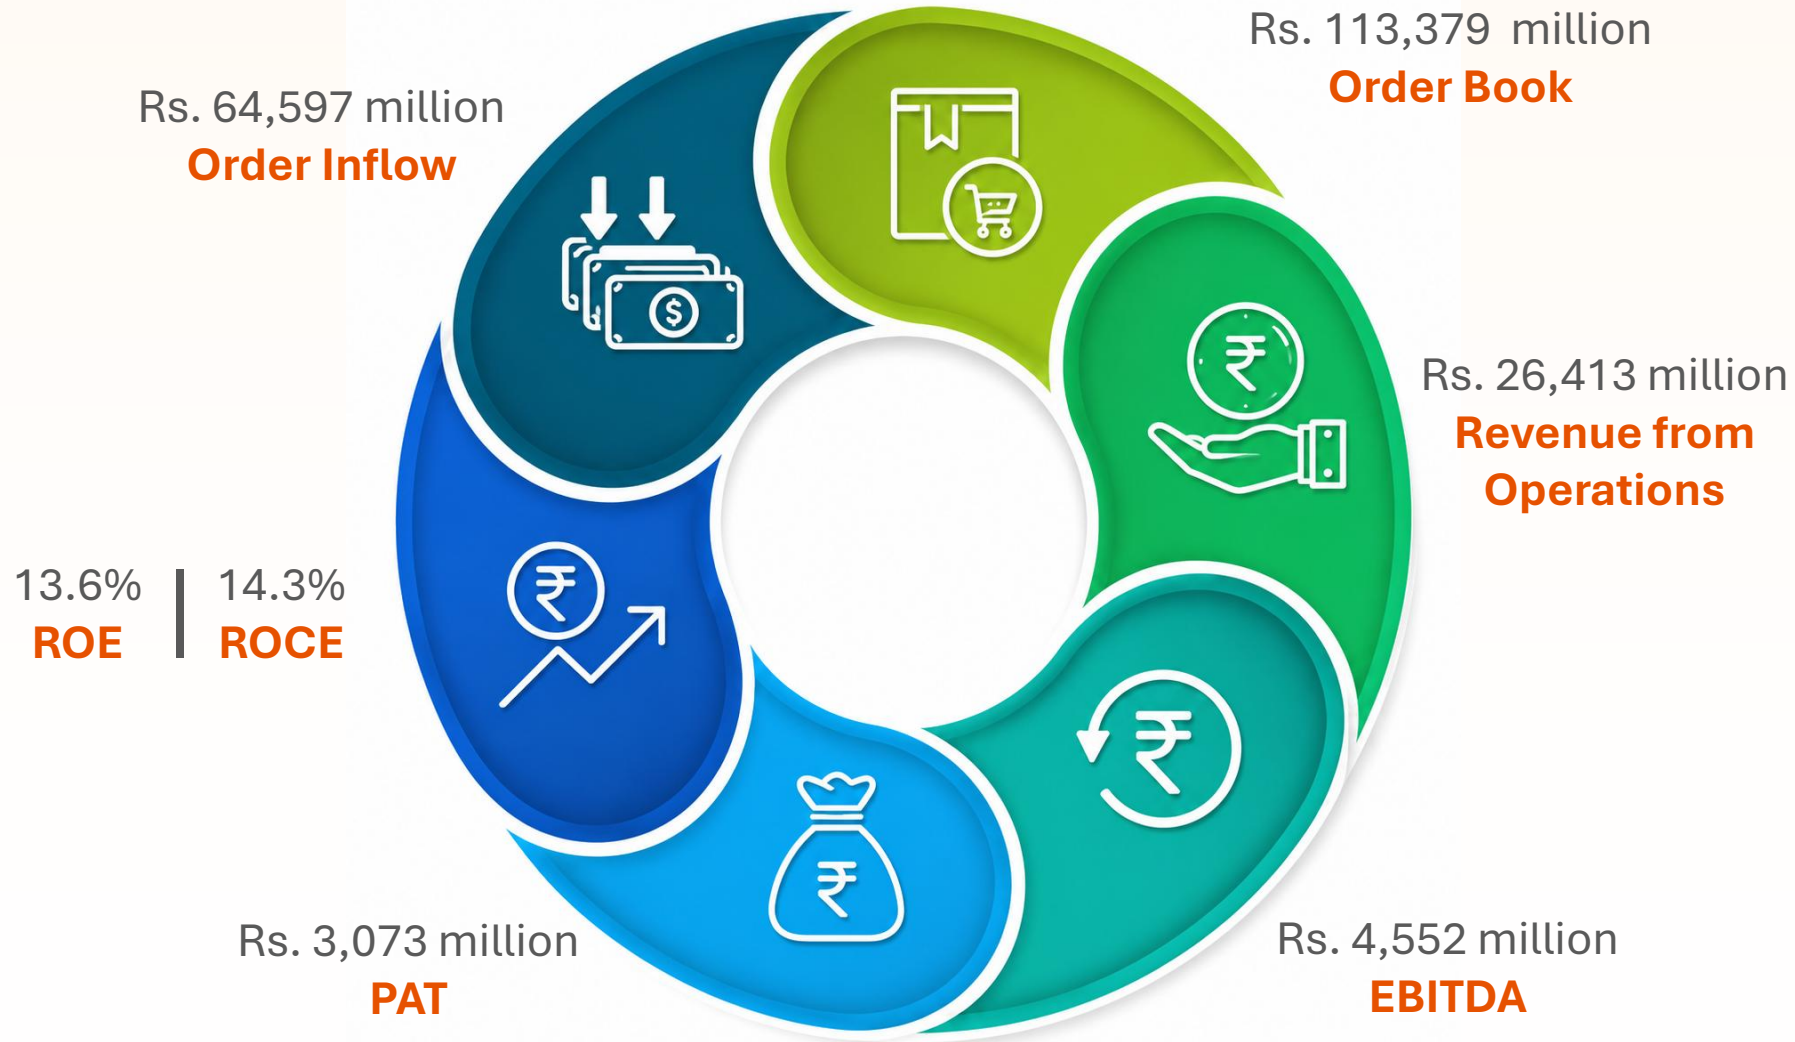 Rs. 113,379 million
Order Book
Rs. 64,597 million
Order Inflow
Rs. 26,413 million
Revenue from
Operations
13.6%
ROE
14.3%
ROCE
Rs. 3,073 million
PAT
Rs. 4,552 million
EBITDA
$
₹
₹
₹
₹